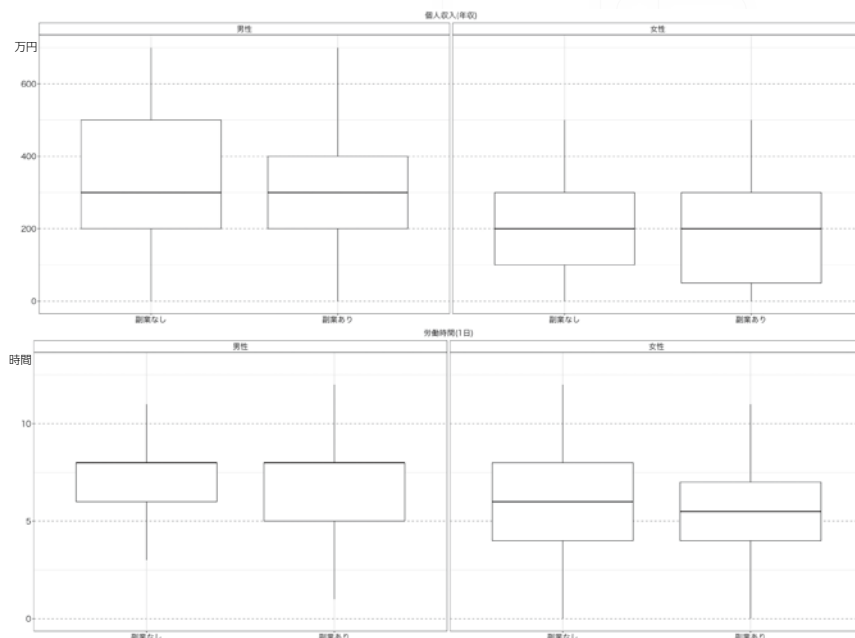 個人収入(年収)
男性 女性
万円
600
400
200
0
副業なし 副業あり 副業なし 副業あり
労働時間(1日)
男性 女性
時間
10
5
0
副業なし 副業あり 副業なし 副業あり